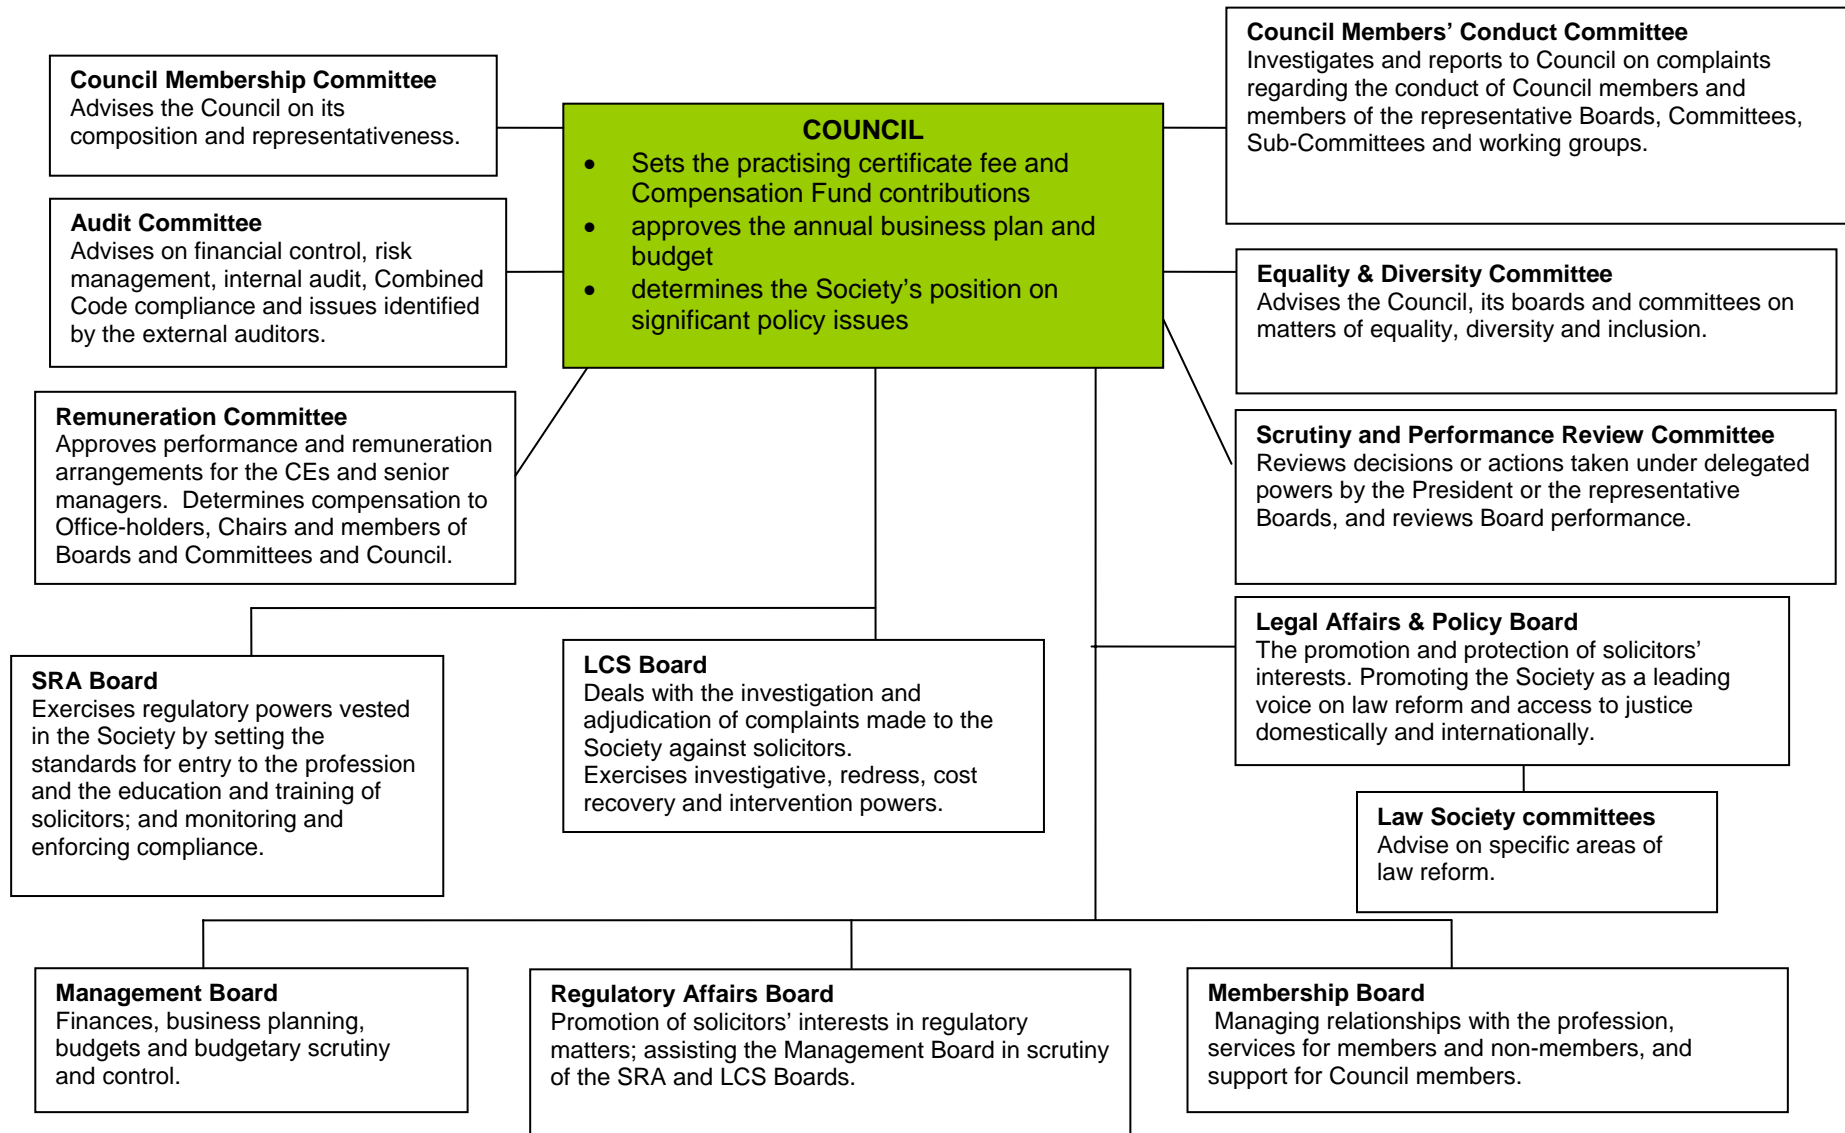 Council Membership Committee
Advises the Council on its
composition and representativeness.
Audit Committee
Advises on financial control, risk
management, internal audit, Combined
Code compliance and issues identified
by the external auditors.
Remuneration Committee
Approves performance and remuneration
arrangements for the CEs and senior
managers.  Determines compensation to
Office-holders, Chairs and members of
Boards and Committees and Council.
COUNCIL
• Sets the practising certificate fee and
Compensation Fund contributions
• approves the annual business plan and
budget
• determines the Society’s position on
significant policy issues
Council Members’ Conduct Committee
Investigates and reports to Council on complaints
regarding the conduct of Council members and
members of the representative Boards, Committees,
Sub-Committees and working groups.
Equality & Diversity Committee
Advises the Council, its boards and committees on
matters of equality, diversity and inclusion.
Scrutiny and Performance Review Committee
Reviews decisions or actions taken under delegated
powers by the President or the representative
Boards, and reviews Board performance.
SRA Board
Exercises regulatory powers vested
in the Society by setting the
standards for entry to the profession
and the education and training of
solicitors; and monitoring and
enforcing compliance.
LCS Board
Deals with the investigation and
adjudication of complaints made to the
Society against solicitors.
Exercises investigative, redress, cost
recovery and intervention powers.
Legal Affairs & Policy Board
The promotion and protection of solicitors’
interests. Promoting the Society as a leading
voice on law reform and access to justice
domestically and internationally.
Law Society committees
Advise on specific areas of
law reform.
Management Board
Finances, business planning,
budgets and budgetary scrutiny
and control.
Regulatory Affairs Board
Promotion of solicitors’ interests in regulatory
matters; assisting the Management Board in scrutiny
of the SRA and LCS Boards.
Membership Board
Managing relationships with the profession,
services for members and non-members, and
support for Council members.